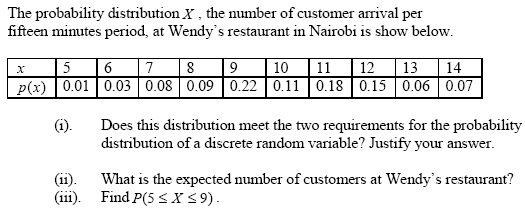 The probability distribution X , the number of customer arrival per
fifteen minutes period, at Wendy's restaurant in Nairobi is show below.
x 5 6 7 8 9 10 11 12 13 14
p(x) 0.01 0.03 0.08 0.09 0.22 0.11 0.18 0.15 0.06 0.07
(i). Does this distribution meet the two requirements for the probability
distribution of a discrete random variable? Justify your answer.
(ii). What is the expected number of customers at Wendy's restaurant?
(iii). Find P(5 ≤ X ≤ 9) .